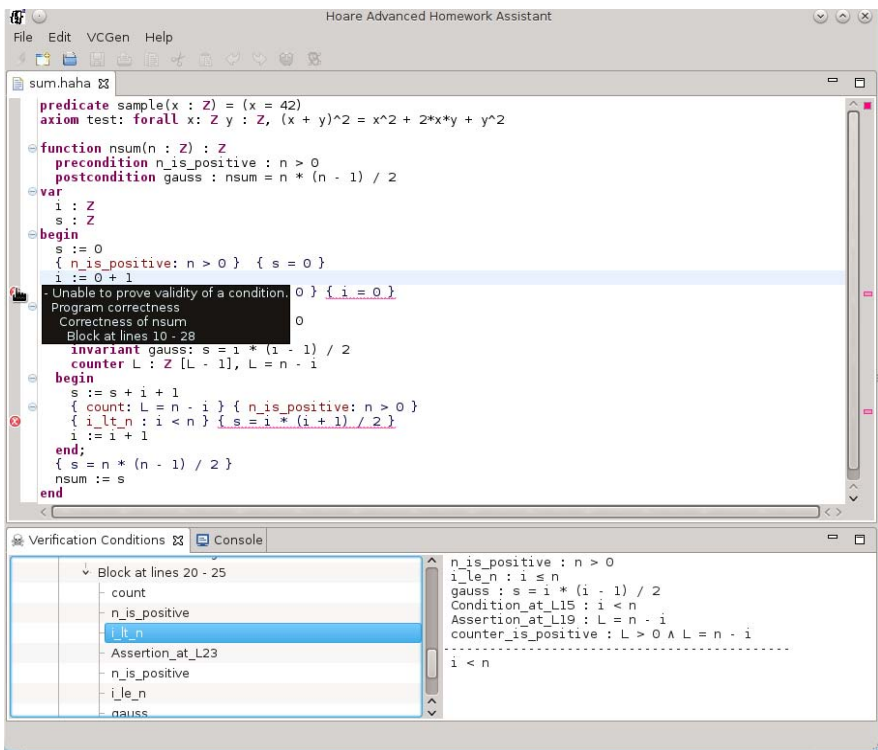 Hoare Advanced Homework Assistant
File Edit VCGen Help
sum.haha
predicate sample(x : Z) = (x = 42)
axiom test: forall x: Z y : Z, (x + y)^2 = x^2 + 2*x*y + y^2
function nsum(n : Z) : Z
precondition n_is_positive : n > 0
postcondition gauss : nsum = n * (n - 1) / 2
var
i : Z
s : Z
begin
s := 0
{ n_is_positive: n > 0 } { s = 0 }
i := 0 + 1
- Unable to prove validity of a condition. 0 } { i = 0 }
Program correctness
Correctness of nsum 0
Block at lines 10 - 28
invariant gauss: s = i * (i - 1) / 2
counter L : Z [L - 1], L = n - i
begin
s := s + i + 1
{ count: L = n - i } { n_is_positive: n > 0 }
{ i_lt_n : i < n } { s = i * (i + 1) / 2 }
i := i + 1
end;
{ s = n * (n - 1) / 2 }
nsum := s
end
Verification Conditions Console
Block at lines 20 - 25
count
n_is_positive
i_lt_n
Assertion_at_L23
n_is_positive
i_le_n
gauss
n_is_positive : n > 0
i_le_n : i ≤ n
gauss : s = i * (i - 1) / 2
Condition_at_L15 : i < n
Assertion_at_L19 : L = n - i
counter_is_positive : L > 0 ∧ L = n - i
i < n